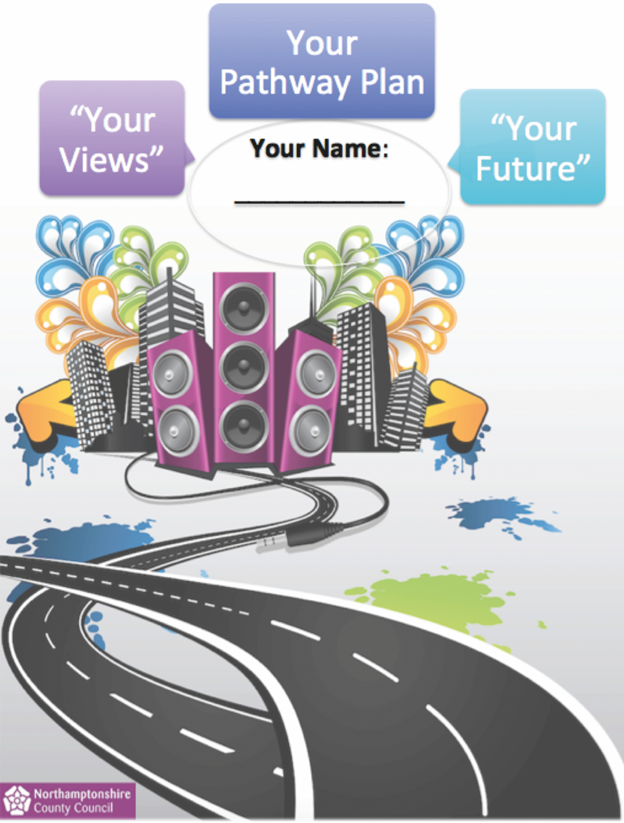 Your
Pathway Plan
“Your
Views”
Your Name:
“Your
Future”
Northamptonshire
County Council